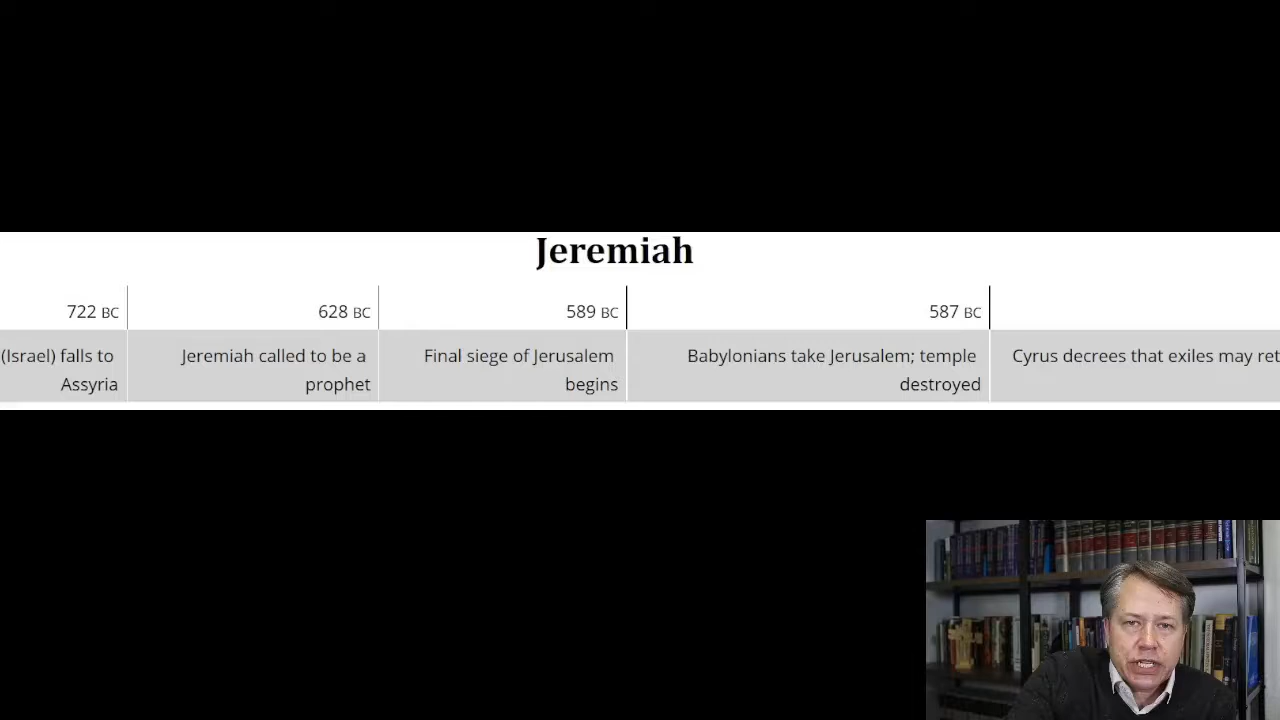 Jeremiah
722 BC
628 BC
589 BC
587 BC
(Israel) falls to
Assyria
Jeremiah called to be a
prophet
Final siege of Jerusalem
begins
Babylonians take Jerusalem; temple
destroyed
Cyrus decrees that exiles may